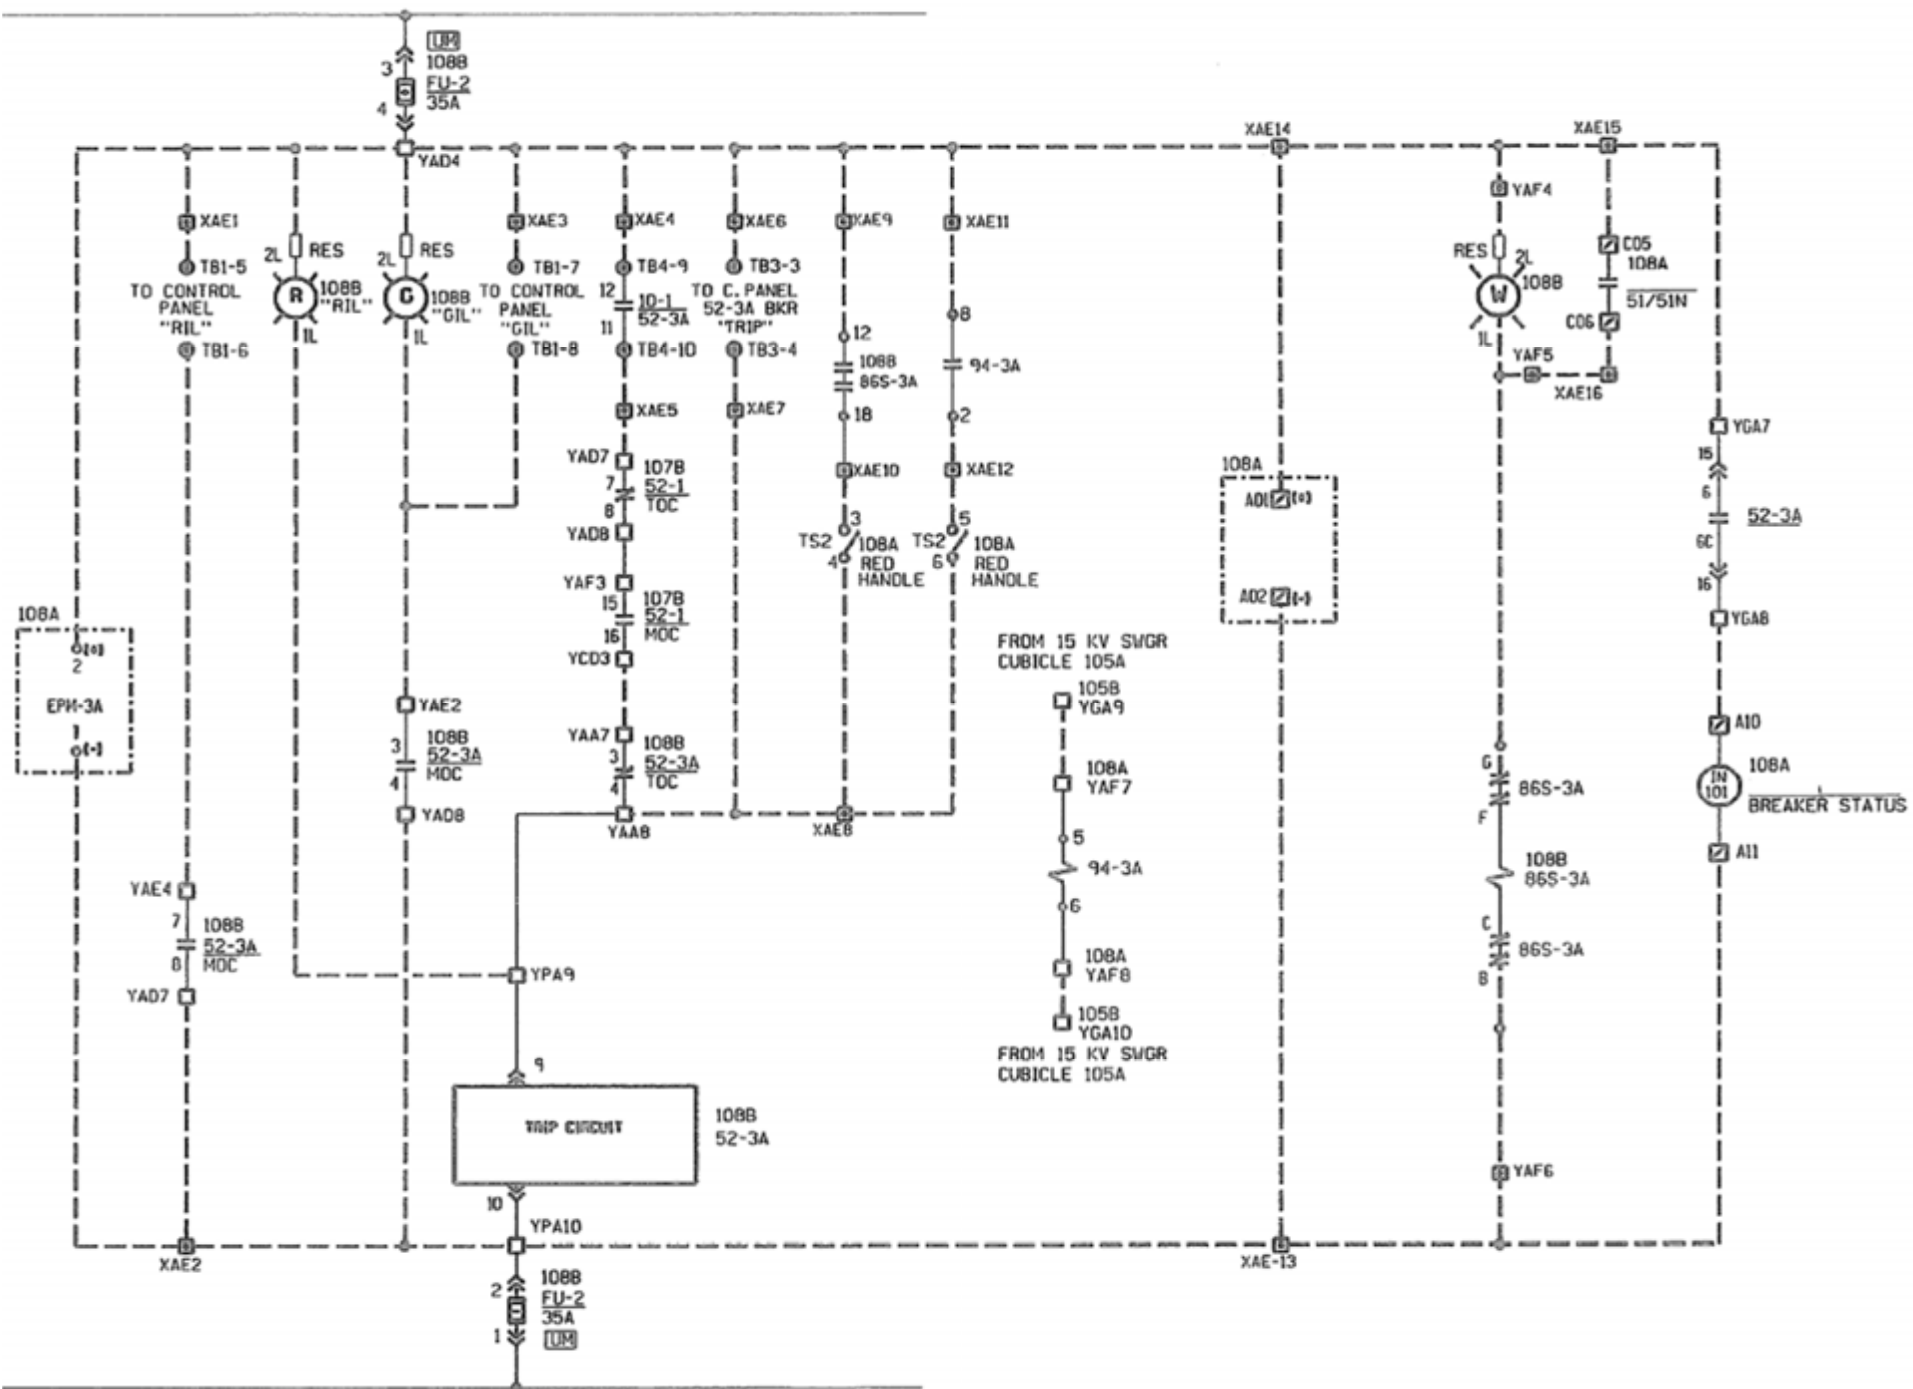 UM
108B
FU-2
35A
3
4
YAD4
XAE14
XAE15
XAE1
XAE3
XAE4
XAE6
XAE9
XAE11
YAF4
2L
RES
2L
RES
TB1-5
TB1-7
TB4-9
TB3-3
RES
2L
C05
108A
51/51N
C06
TO CONTROL
PANEL
"RIL"
TB1-6
R
108B
"RIL"
1L
G
108B
"GIL"
1L
TO CONTROL
PANEL
"GIL"
TB1-8
12
10-1
52-3A
11
TB4-10
TO C. PANEL
52-3A BKR
"TRIP"
TB3-4
12
108B
86S-3A
18
8
94-3A
2
W
108B
1L
YAF5
XAE16
XAE5
XAE7
YAD7
107B
52-1
TOC
7
8
YAD8
XAE10
XAE12
TS2
3
4
108A
RED
HANDLE
TS2
5
6
108A
RED
HANDLE
108A
A01
(+)
A02
(-)
YGA7
15
6
52-3A
6C
16
YGA8
YAF3
15
107B
52-1
MOC
16
YCD3
108A
(+)
2
EPM-3A
(-)
FROM 15 KV SWGR
CUBICLE 105A
105B
YGA9
YAE2
3
108B
52-3A
MOC
4
YAD8
YAA7
3
108B
52-3A
TOC
4
YAA8
XAE8
108A
YAF7
5
94-3A
6
108A
YAF8
105B
YGA10
FROM 15 KV SWGR
CUBICLE 105A
G
86S-3A
F
108B
86S-3A
C
86S-3A
B
A10
IN
101
108A
BREAKER STATUS
A11
YAE4
7
108B
52-3A
MOC
8
YAD7
YPA9
9
TRIP CIRCUIT
108B
52-3A
10
YPA10
YAF6
XAE2
XAE-13
2
108B
FU-2
35A
1
UM